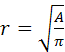 r = √(A/π)